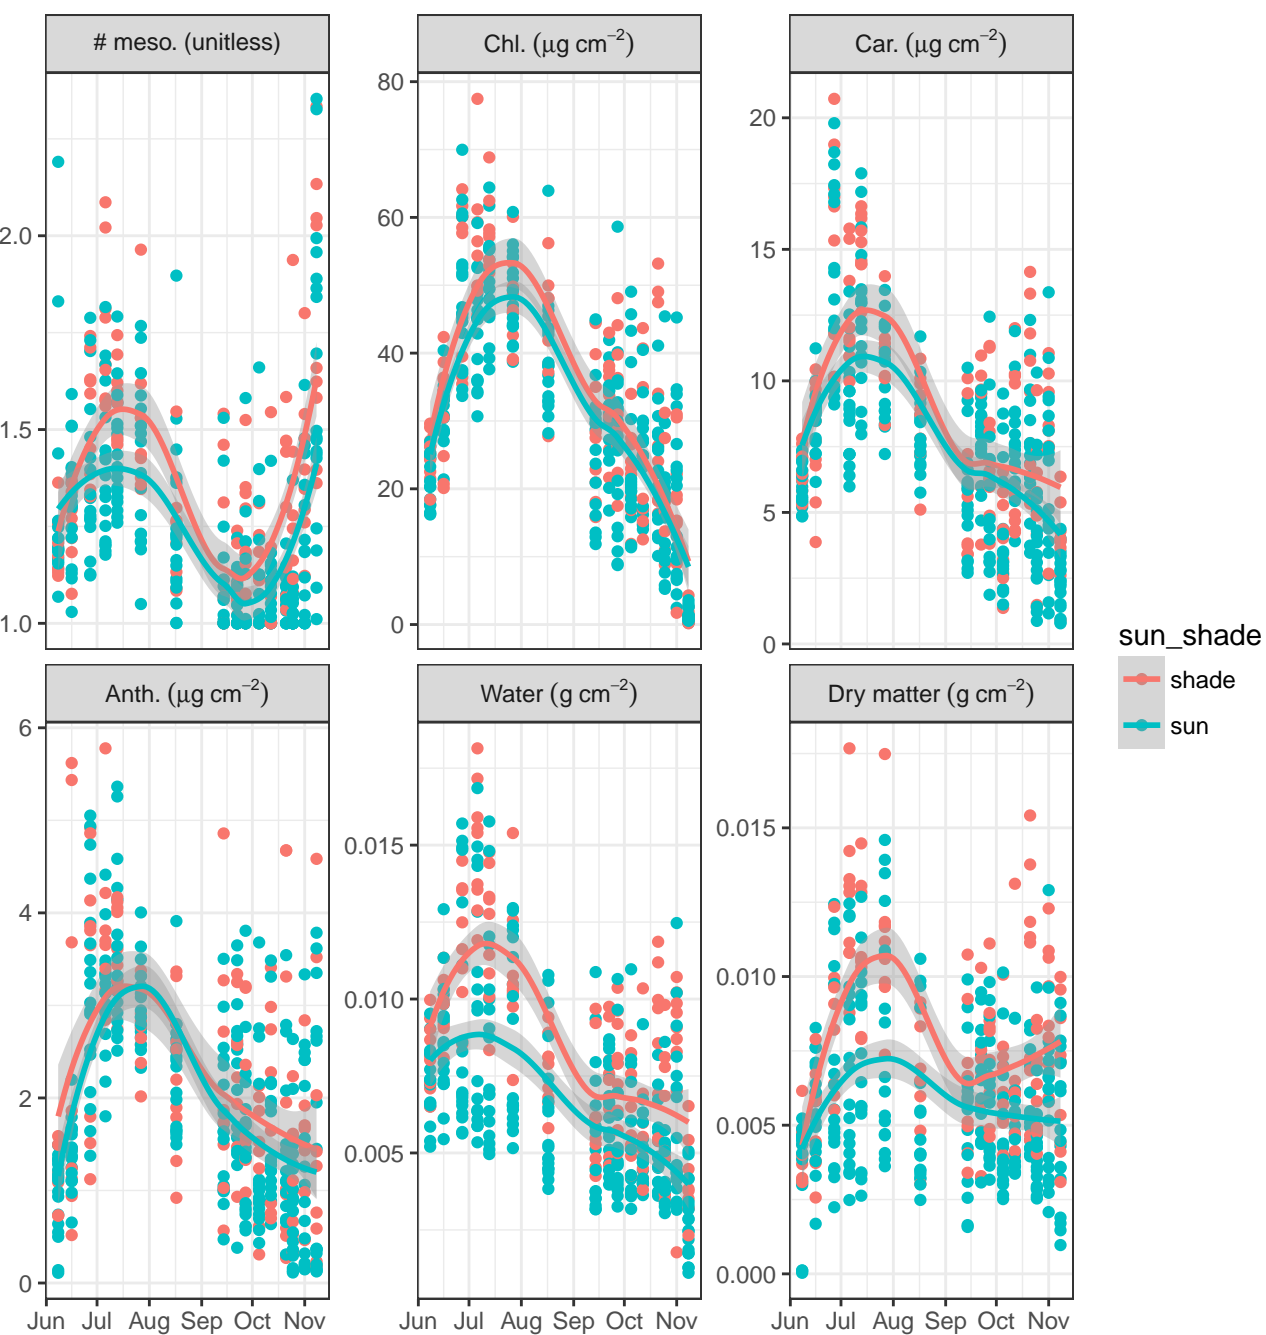 # meso. (unitless)
Chl. (μg cm−2)
Car. (μg cm−2)
2.0
1.5
1.0
80
60
40
20
0
20
15
10
5
0
sun_shade
shade
sun
Anth. (μg cm−2)
Water (g cm−2)
Dry matter (g cm−2)
6
4
2
0
0.015
0.010
0.005
0.015
0.010
0.005
0.000
Jun Jul Aug Sep Oct Nov
Jun Jul Aug Sep Oct Nov
Jun Jul Aug Sep Oct Nov